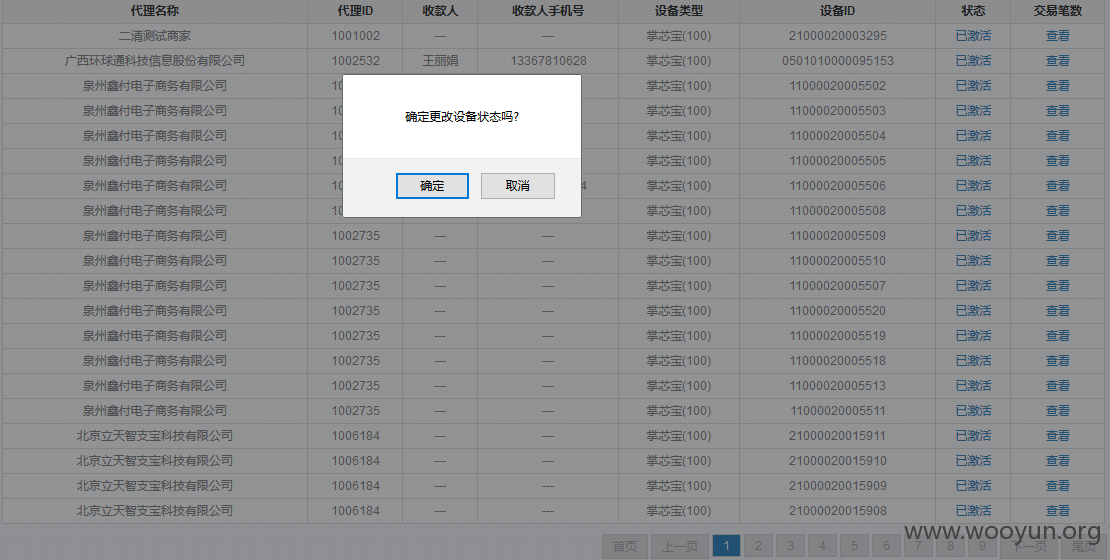 代理名称 代理ID 收款人 收款人手机号 设备类型 设备ID 状态 交易笔数
二清测试商家 1001002 --- --- 掌芯宝(100) 21000020003295 已激活 查看
广西环球通科技信息股份有限公司 1002532 王丽娟 13367810628 掌芯宝(100) 0501010000095153 已激活 查看
泉州鑫付电子商务有限公司 10 掌芯宝(100) 11000020005502 已激活 查看
泉州鑫付电子商务有限公司 10 掌芯宝(100) 11000020005503 已激活 查看
确定更改设备状态吗?
泉州鑫付电子商务有限公司 10 掌芯宝(100) 11000020005504 已激活 查看
泉州鑫付电子商务有限公司 10 掌芯宝(100) 11000020005505 已激活 查看
泉州鑫付电子商务有限公司 10 确定 取消 4 掌芯宝(100) 11000020005506 已激活 查看
泉州鑫付电子商务有限公司 10 掌芯宝(100) 11000020005508 已激活 查看
泉州鑫付电子商务有限公司 1002735 --- --- 掌芯宝(100) 11000020005509 已激活 查看
泉州鑫付电子商务有限公司 1002735 --- --- 掌芯宝(100) 11000020005510 已激活 查看
泉州鑫付电子商务有限公司 1002735 --- --- 掌芯宝(100) 11000020005507 已激活 查看
泉州鑫付电子商务有限公司 1002735 --- --- 掌芯宝(100) 11000020005520 已激活 查看
泉州鑫付电子商务有限公司 1002735 --- --- 掌芯宝(100) 11000020005519 已激活 查看
泉州鑫付电子商务有限公司 1002735 --- --- 掌芯宝(100) 11000020005518 已激活 查看
泉州鑫付电子商务有限公司 1002735 --- --- 掌芯宝(100) 11000020005513 已激活 查看
泉州鑫付电子商务有限公司 1002735 --- --- 掌芯宝(100) 11000020005511 已激活 查看
北京立天智支宝科技有限公司 1006184 --- --- 掌芯宝(100) 21000020015911 已激活 查看
北京立天智支宝科技有限公司 1006184 --- --- 掌芯宝(100) 21000020015910 已激活 查看
北京立天智支宝科技有限公司 1006184 --- --- 掌芯宝(100) 21000020015909 已激活 查看
北京立天智支宝科技有限公司 1006184 --- --- 掌芯宝(100) 21000020015908 已激活 查看
www.wooyun.org
首页 上一页 1 2 3 4 5 6 7 8 9 下一页 尾页